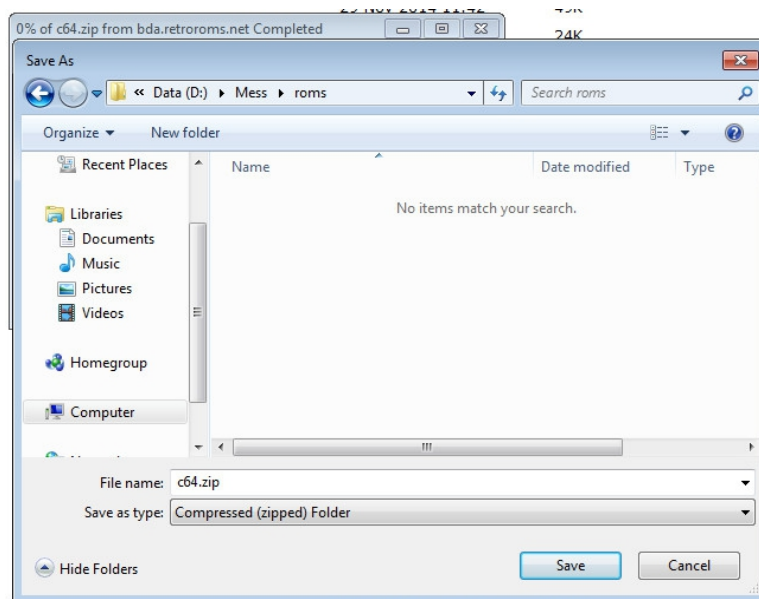 0% of c64.zip from bda.retroroms.net Completed
24K
Save As
« Data (D:) Mess roms
Search roms
Organize New folder
Recent Places
Libraries
Documents
Music
Pictures
Videos
Homegroup
Computer
Name Date modified Type
No items match your search.
File name: c64.zip
Save as type: Compressed (zipped) Folder
Hide Folders
Save Cancel